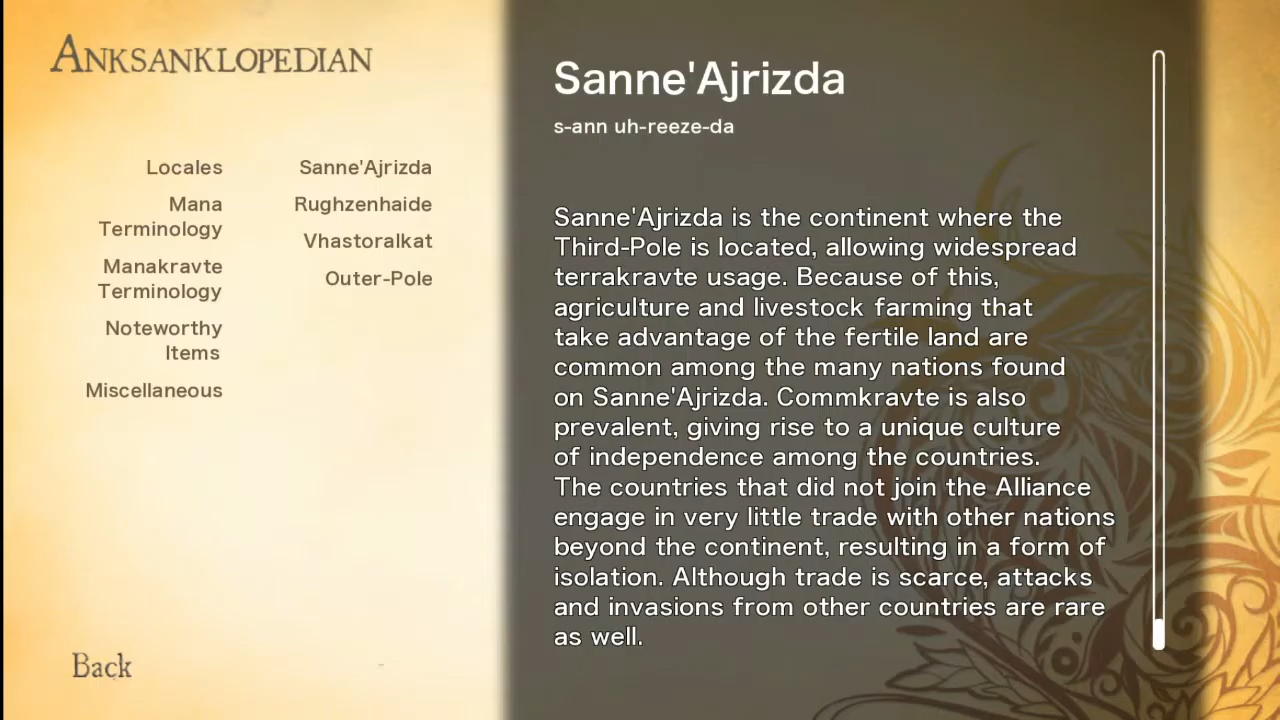 Anksanklopedian
Locales
Mana
Terminology
Manakravte
Terminology
Noteworthy
Items
Miscellaneous
Sanne'Ajrizda
Rughzenhaide
Vhastoralkat
Outer-Pole
Back
Sanne'Ajrizda
s-ann uh-reeze-da
Sanne'Ajrizda is the continent where the
Third-Pole is located, allowing widespread
terrakravte usage. Because of this,
agriculture and livestock farming that
take advantage of the fertile land are
common among the many nations found
on Sanne'Ajrizda. Commkravte is also
prevalent, giving rise to a unique culture
of independence among the countries.
The countries that did not join the Alliance
engage in very little trade with other nations
beyond the continent, resulting in a form of
isolation. Although trade is scarce, attacks
and invasions from other countries are rare
as well.